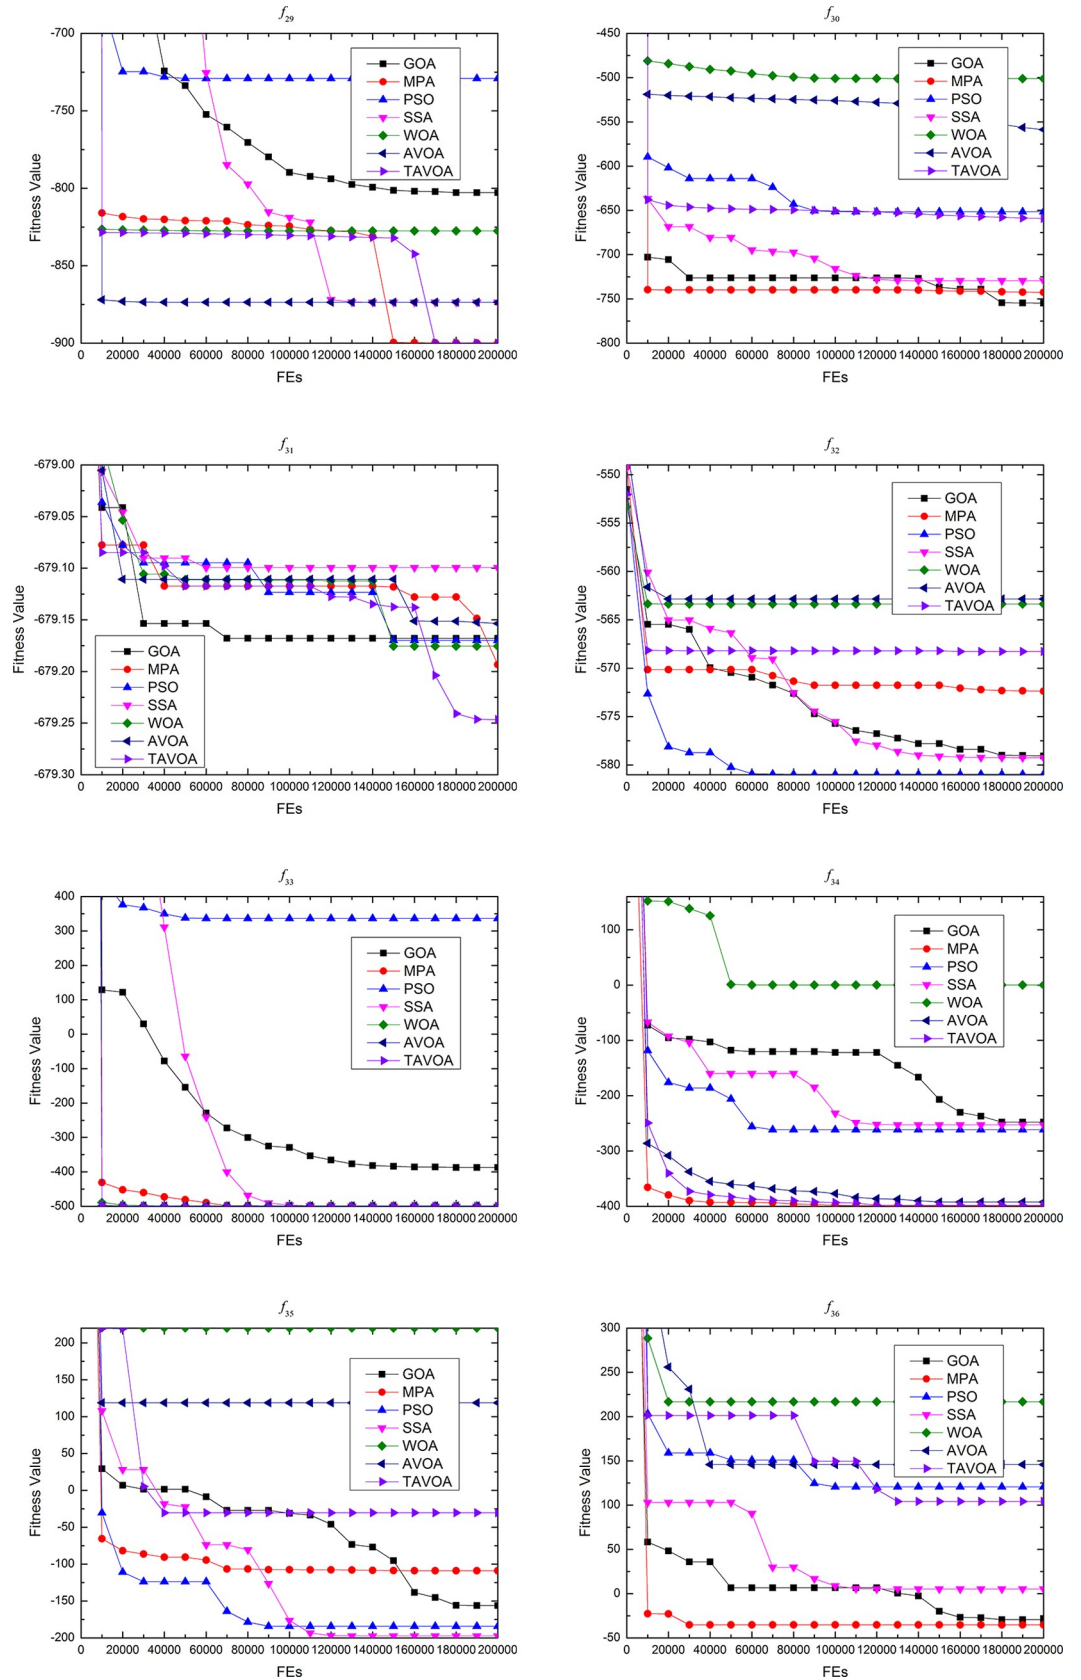 f29
-700
-750
-800
-850
-900
Fitness Value
GOA
MPA
PSO
SSA
WOA
AVOA
TAVOA
0 20000 40000 60000 80000 100000 120000 140000 160000 180000 200000
FEs
f30
-450
-500
-550
-600
-650
-700
-750
-800
Fitness Value
GOA
MPA
PSO
SSA
WOA
AVOA
TAVOA
0 20000 40000 60000 80000 100000 120000 140000 160000 180000 200000
FEs
f31
-679.00
-679.05
-679.10
-679.15
-679.20
-679.25
-679.30
Fitness Value
GOA
MPA
PSO
SSA
WOA
AVOA
TAVOA
0 20000 40000 60000 80000 100000 120000 140000 160000 180000 200000
FEs
f32
-550
-555
-560
-565
-570
-575
-580
Fitness Value
GOA
MPA
PSO
SSA
WOA
AVOA
TAVOA
0 20000 40000 60000 80000 100000 120000 140000 160000 180000 200000
FEs
f33
400
300
200
100
0
-100
-200
-300
-400
-500
Fitness Value
GOA
MPA
PSO
SSA
WOA
AVOA
TAVOA
0 20000 40000 60000 80000 100000 120000 140000 160000 180000 200000
FEs
f34
100
0
-100
-200
-300
-400
Fitness Value
GOA
MPA
PSO
SSA
WOA
AVOA
TAVOA
0 20000 40000 60000 80000 100000 120000 140000 160000 180000 200000
FEs
f35
200
150
100
50
0
-50
-100
-150
-200
Fitness Value
GOA
MPA
PSO
SSA
WOA
AVOA
TAVOA
0 20000 40000 60000 80000 100000 120000 140000 160000 180000 200000
FEs
f36
300
250
200
150
100
50
0
-50
Fitness Value
GOA
MPA
PSO
SSA
WOA
AVOA
TAVOA
0 20000 40000 60000 80000 100000 120000 140000 160000 180000 200000
FEs